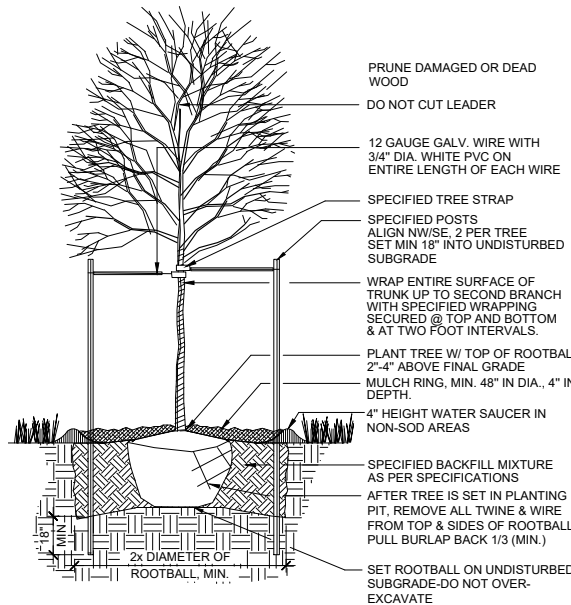 PRUNE DAMAGED OR DEAD
WOOD
DO NOT CUT LEADER
12 GAUGE GALV. WIRE WITH
3/4" DIA. WHITE PVC ON
ENTIRE LENGTH OF EACH WIRE
SPECIFIED TREE STRAP
SPECIFIED POSTS
ALIGN NW/SE, 2 PER TREE
SET MIN 18" INTO UNDISTURBED
SUBGRADE
WRAP ENTIRE SURFACE OF
TRUNK UP TO SECOND BRANCH
WITH SPECIFIED WRAPPING
SECURED @ TOP AND BOTTOM
& AT TWO FOOT INTERVALS.
PLANT TREE W/ TOP OF ROOTBAL
2"-4" ABOVE FINAL GRADE
MULCH RING, MIN. 48" IN DIA., 4" IN
DEPTH.
4" HEIGHT WATER SAUCER IN
NON-SOD AREAS
SPECIFIED BACKFILL MIXTURE
AS PER SPECIFICATIONS
AFTER TREE IS SET IN PLANTING
PIT, REMOVE ALL TWINE & WIRE
FROM TOP & SIDES OF ROOTBALL
PULL BURLAP BACK 1/3 (MIN.)
SET ROOTBALL ON UNDISTURBED
SUBGRADE-DO NOT OVER-
EXCAVATE
18"
MIN
2x DIAMETER OF
ROOTBALL, MIN.